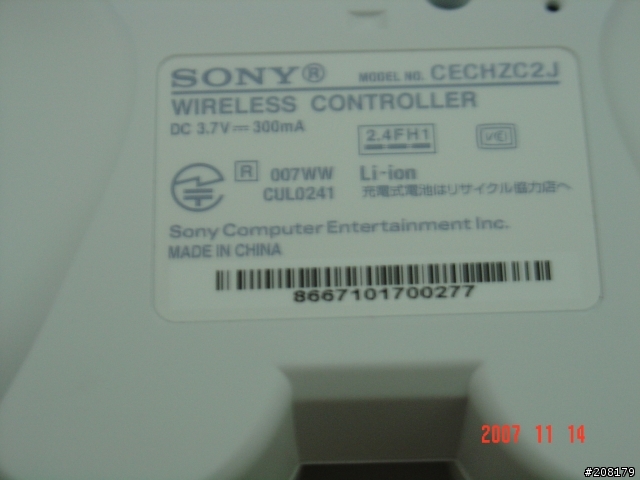 SONY® MODEL NO. CECHZC2J
WIRELESS CONTROLLER
DC 3.7V⎓300mA
2.4FH1
R 007WW
CUL0241
Li-ion
充電式電池はリサイクル協力店へ
Sony Computer Entertainment Inc.
MADE IN CHINA
8667101700277
2007 11 14
#208179